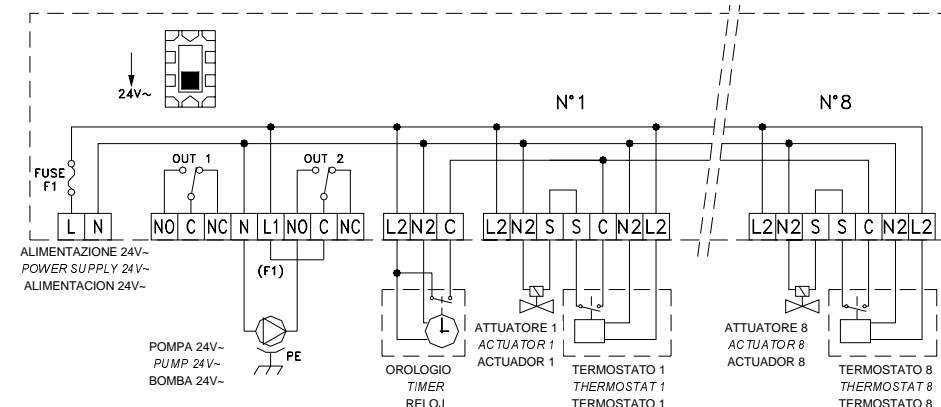 24V~
N°1
N°8
FUSE
F1
OUT 1
OUT 2
L N
NO C NC N L1 NO C NC
L2 N2 C
L2 N2 S S C N2 L2
L2 N2 S S C N2 L2
ALIMENTAZIONE 24V~
POWER SUPPLY 24V~
ALIMENTACION 24V~
(F1)
POMPA 24V~
PUMP 24V~
BOMBA 24V~
PE
OROLOGIO
TIMER
RELOJ
ATTUATORE 1
ACTUATOR 1
ACTUADOR 1
TERMOSTATO 1
THERMOSTAT 1
TERMOSTATO 1
ATTUATORE 8
ACTUATOR 8
ACTUADOR 8
TERMOSTATO 8
THERMOSTAT 8
TERMOSTATO 8